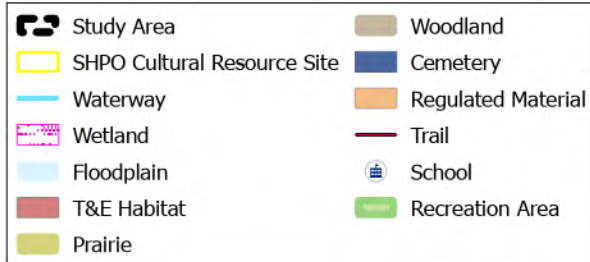 Study Area
SHPO Cultural Resource Site
Waterway
Wetland
Floodplain
T&E Habitat
Prairie
Woodland
Cemetery
Regulated Material
Trail
School
Recreation Area